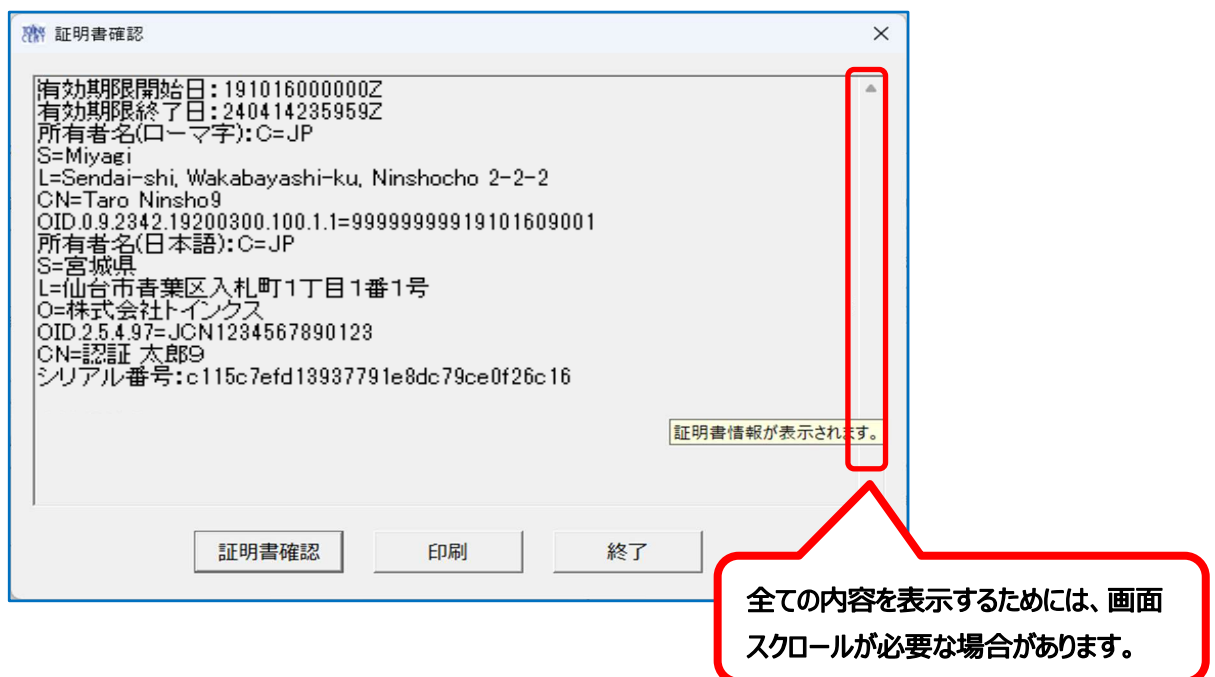 証明書確認
有効期限開始日:191016000000Z
有効期限終了日:240414235959Z
所有者名(ローマ字):C=JP
S=Miyagi
L=Sendai-shi, Wakabayashi-ku, Ninshocho 2-2-2
CN=Taro Ninsho9
OID.0.9.2342.19200300.100.1.1=99999999919101609001
所有者名(日本語):C=JP
S=宮城県
L=仙台市青葉区入札町1丁目1番1号
O=株式会社トインクス
OID.2.5.4.97=JCN1234567890123
CN=認証 太郎9
シリアル番号:c115c7efd13937791e8dc79ce0f26c16
証明書情報が表示されます。
証明書確認
印刷
終了
全ての内容を表示するためには、画面
スクロールが必要な場合があります。